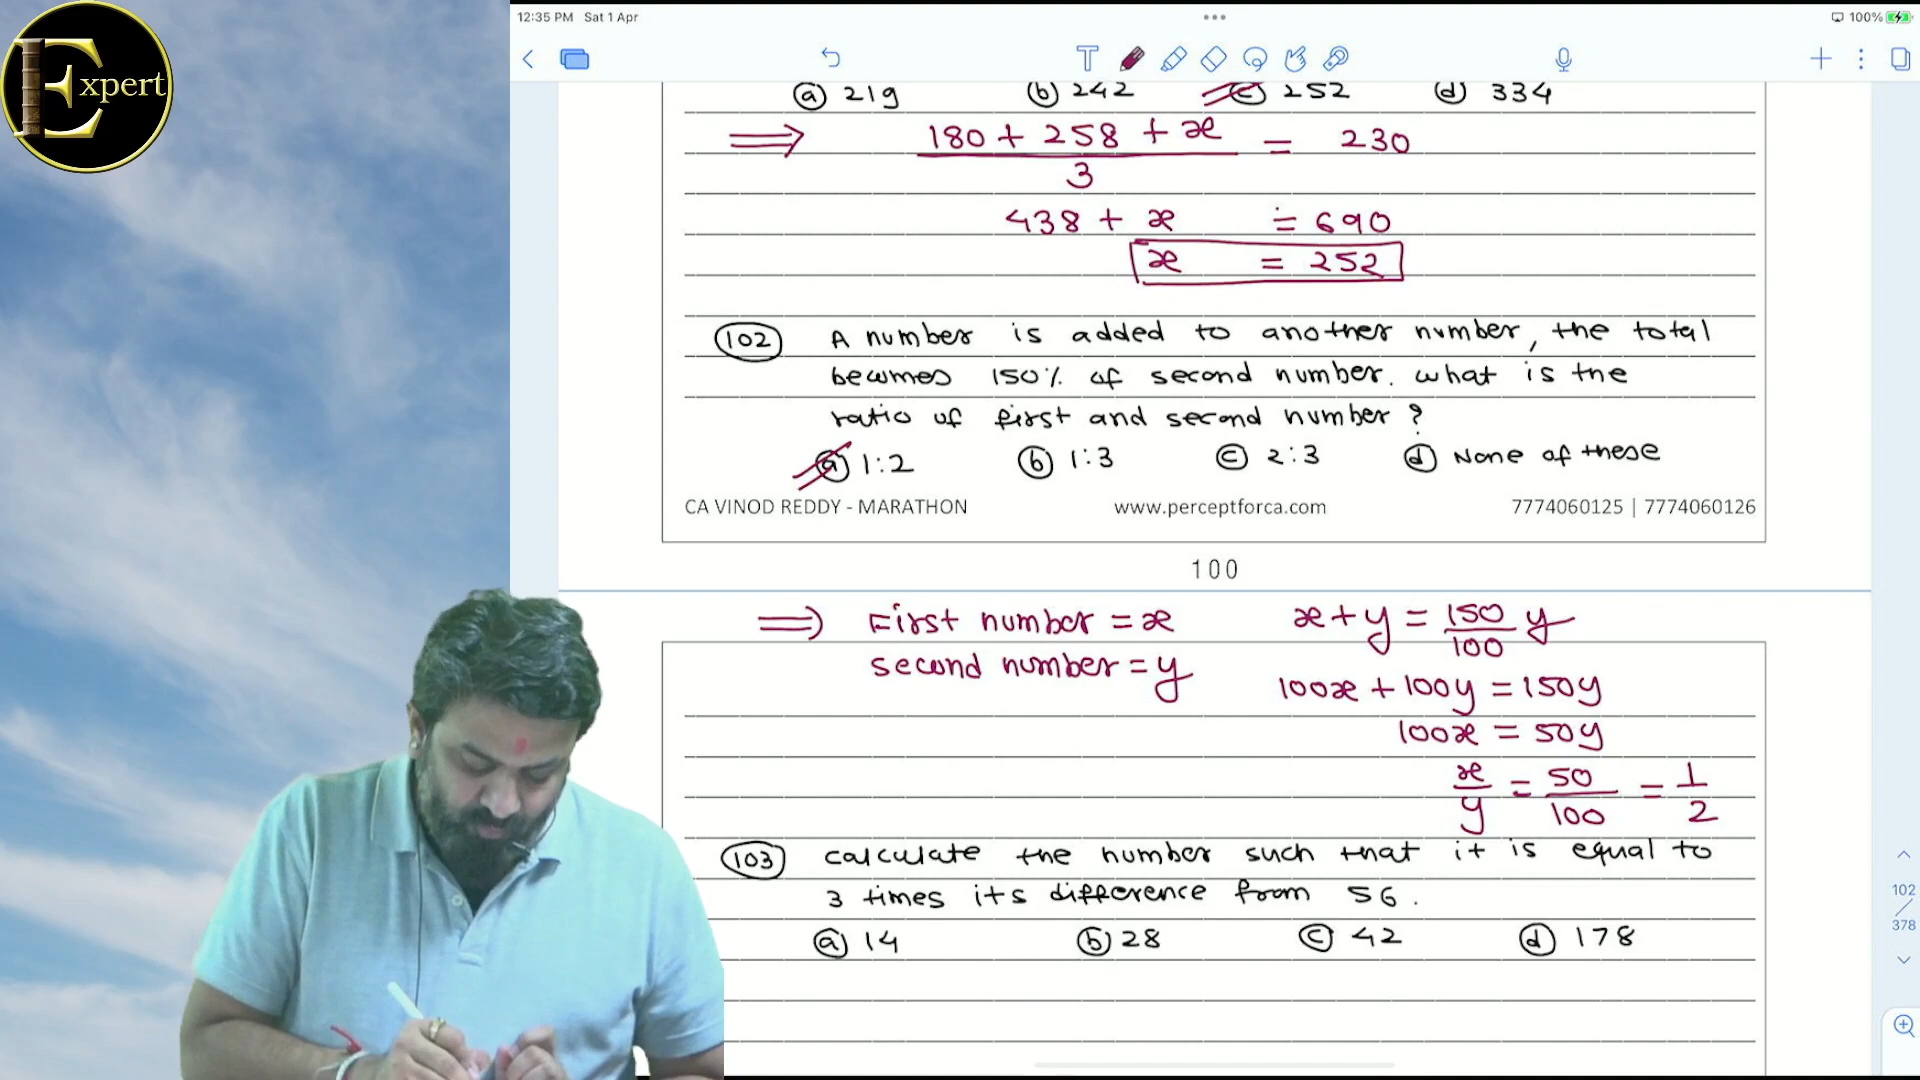 Expert
12:35 PM Sat 1 Apr
100%
(a) 219 (b) 242 (c) 252 (d) 334
⇒ 180 + 258 + x / 3 = 230
438 + x = 690
x = 252
(102) A number is added to another number, the total
becomes 150% of second number. what is the
ratio of first and second number ?
(a) 1:2 (b) 1:3 (c) 2:3 (d) None of these
CA VINOD REDDY - MARATHON www.perceptforca.com 7774060125 | 7774060126
100
⇒ First number = x x + y = 150/100 y
second number = y
100x + 100y = 150y
100x = 50y
x/y = 50/100 = 1/2
(103) calculate the number such that it is equal to
3 times its difference from 56.
(a) 14 (b) 28 (c) 42 (d) 178
102
/
378